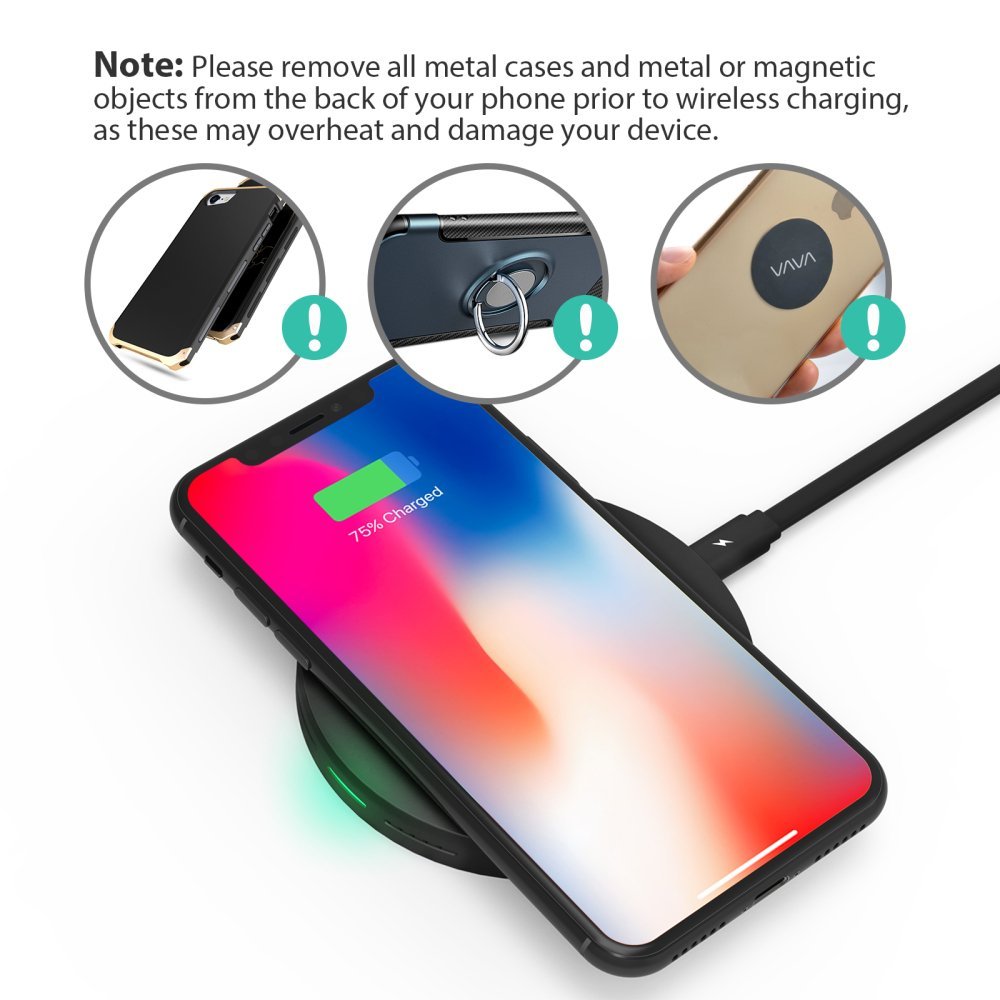 Note: Please remove all metal cases and metal or magnetic
objects from the back of your phone prior to wireless charging,
as these may overheat and damage your device.
VAVA
75% Charged